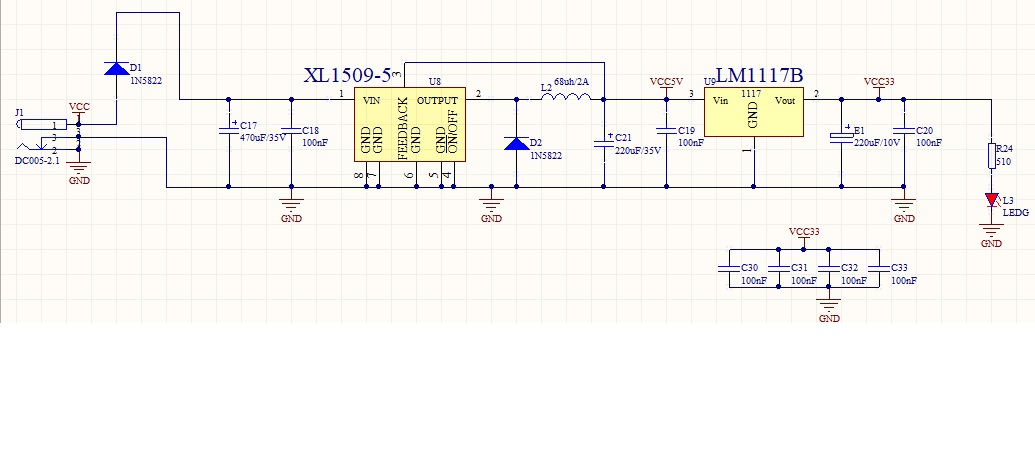 XL1509-5
U8
LM1117B
U9
D1
1N5822
3
L2
68uh/2A
VCC5V
VCC33
J1
VCC
1
VIN
OUTPUT
2
3
Vin
1117
Vout
2
GND
1
1
3
2
DC005-2.1
GND
C17
470uF/35V
C18
100nF
GND
GND
FEEDBACK
GND
GND
ON/OFF
8
7
6
5
4
D2
1N5822
C21
220uF/35V
C19
100nF
E1
220uF/10V
C20
100nF
R24
510
L3
LEDG
GND
GND
GND
GND
VCC33
C30
100nF
C31
100nF
C32
100nF
C33
100nF
GND